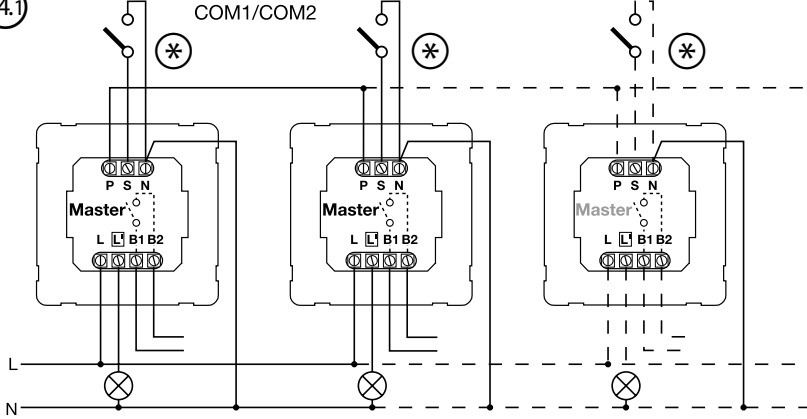 4.1
COM1/COM2
* * *
P S N P S N P S N
Master Master Master
L L' B1 B2 L L' B1 B2 L L' B1 B2
L
N